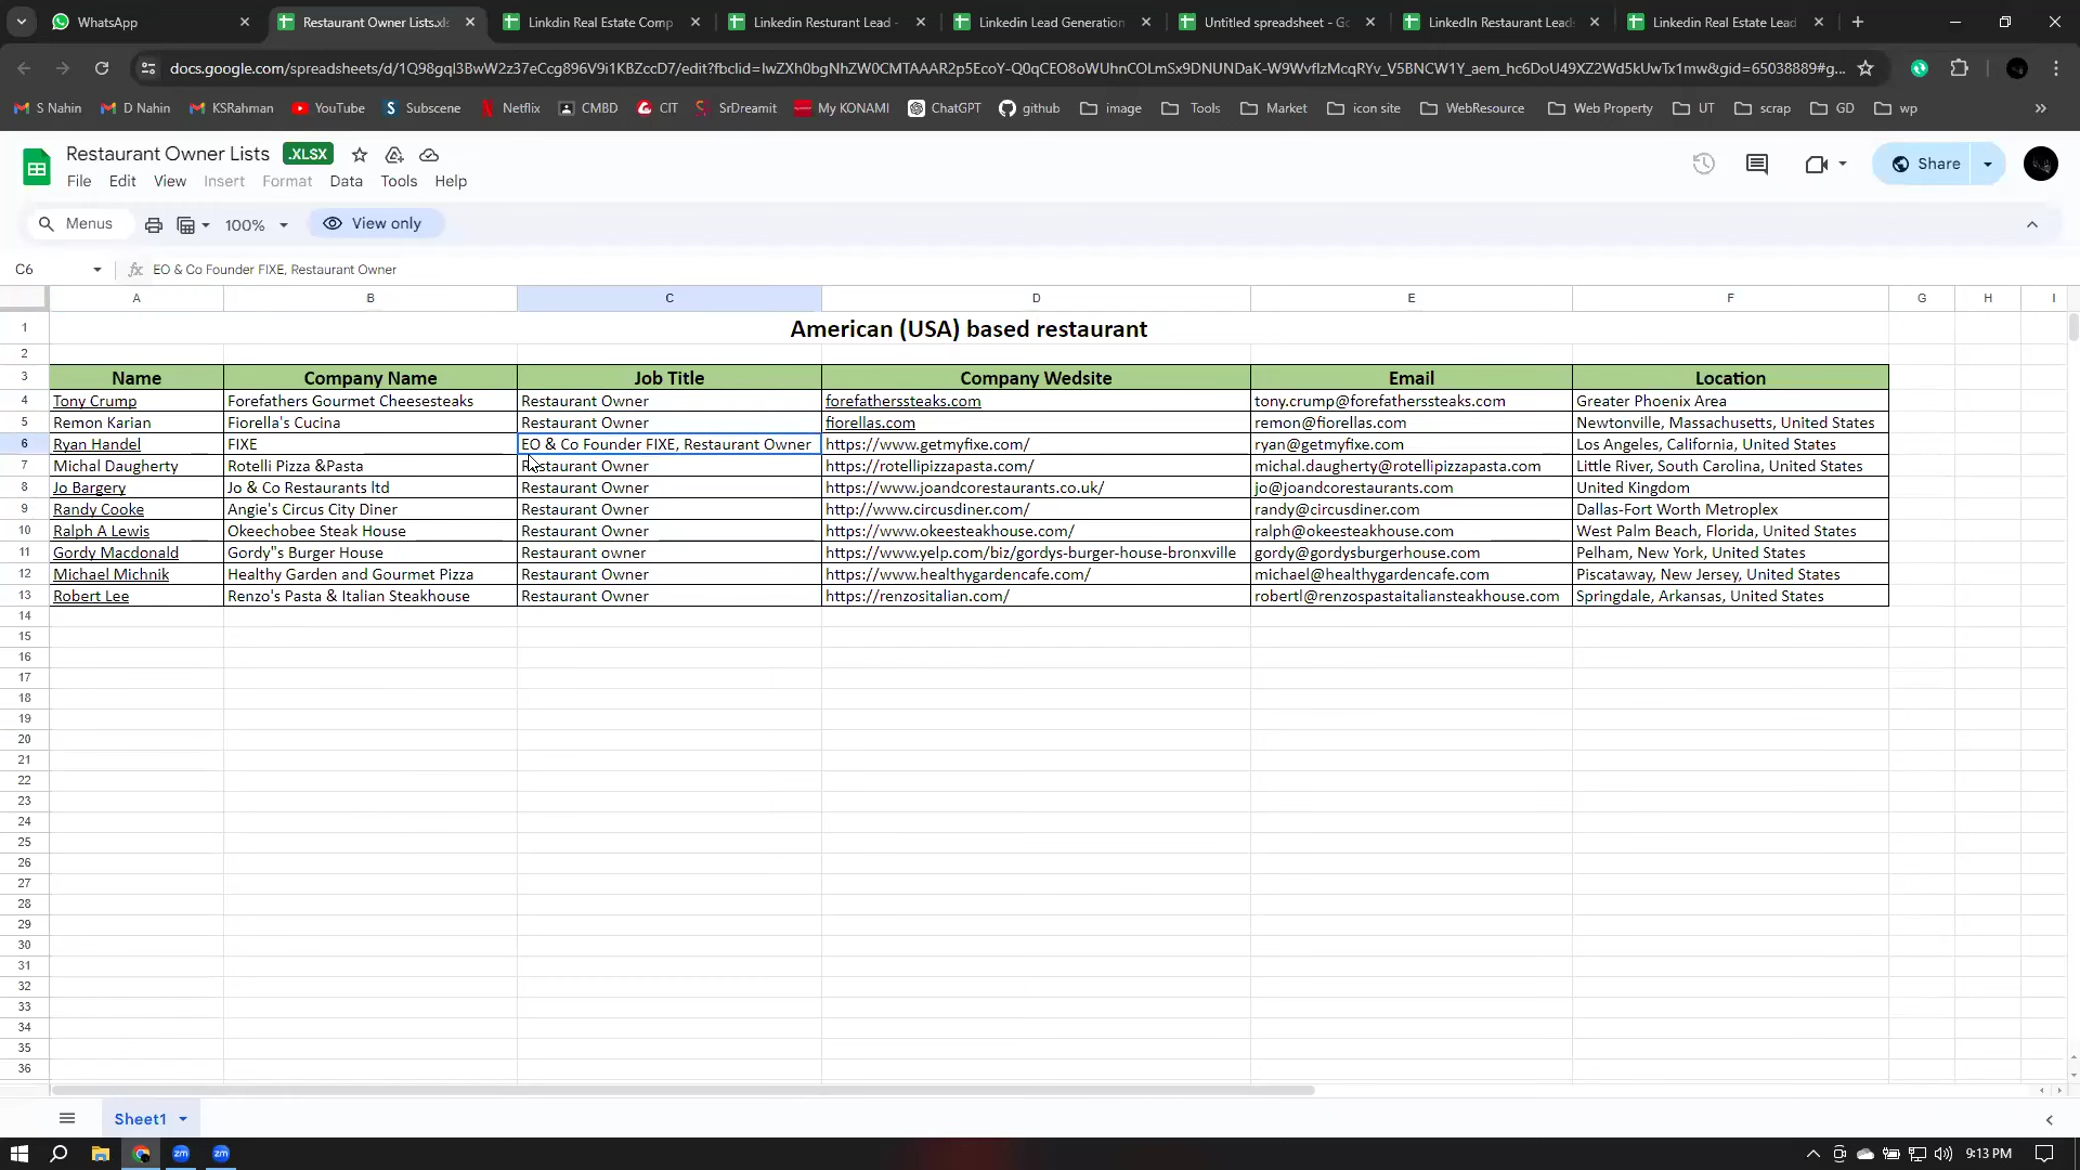 WhatsApp
Restaurant Owner Lists.xls
Linkdin Real Estate Comp
Linkedin Resturant Lead -
Linkedin Lead Generation
Untitled spreadsheet - Go
LinkedIn Restaurant Leads
Linkedin Real Estate Lead
docs.google.com/spreadsheets/d/1Q98gql3BwW2z37eCcg896V9i1KBZccD7/edit?fbclid=IwZXh0bgNhZW0CMTAAAR2p5EcoY-Q0qCEO8oWUhnCOLmSx9DNUNDaK-W9WvflzMcqRYv_V5BNCW1Y_aem_hc6DoU49XZ2Wd5kUwTx1mw&gid=65038889#g...
S Nahin
D Nahin
KSRahman
YouTube
Subscene
Netflix
CMBD
CIT
SrDreamit
My KONAMI
ChatGPT
github
image
Tools
Market
icon site
WebResource
Web Property
UT
scrap
GD
wp
Restaurant Owner Lists .XLSX
File Edit View Insert Format Data Tools Help
Share
Menus 100% View only
C6 fx EO & Co Founder FIXE, Restaurant Owner
A B C D E F G H I
1 American (USA) based restaurant
2
3 Name Company Name Job Title Company Wedsite Email Location
4 Tony Crump Forefathers Gourmet Cheesesteaks Restaurant Owner forefatherssteaks.com tony.crump@forefatherssteaks.com Greater Phoenix Area
5 Remon Karian Fiorella's Cucina Restaurant Owner fiorellas.com remon@fiorellas.com Newtonville, Massachusetts, United States
6 Ryan Handel FIXE EO & Co Founder FIXE, Restaurant Owner https://www.getmyfixe.com/ ryan@getmyfixe.com Los Angeles, California, United States
7 Michal Daugherty Rotelli Pizza &Pasta Restaurant Owner https://rotellipizzapasta.com/ michal.daugherty@rotellipizzapasta.com Little River, South Carolina, United States
8 Jo Bargery Jo & Co Restaurants ltd Restaurant Owner https://www.joandcorestaurants.co.uk/ jo@joandcorestaurants.com United Kingdom
9 Randy Cooke Angie's Circus City Diner Restaurant Owner http://www.circusdiner.com/ randy@circusdiner.com Dallas-Fort Worth Metroplex
10 Ralph A Lewis Okeechobee Steak House Restaurant Owner https://www.okeesteakhouse.com/ ralph@okeesteakhouse.com West Palm Beach, Florida, United States
11 Gordy Macdonald Gordy"s Burger House Restaurant owner https://www.yelp.com/biz/gordys-burger-house-bronxville gordy@gordysburgerhouse.com Pelham, New York, United States
12 Michael Michnik Healthy Garden and Gourmet Pizza Restaurant Owner https://www.healthygardencafe.com/ michael@healthygardencafe.com Piscataway, New Jersey, United States
13 Robert Lee Renzo's Pasta & Italian Steakhouse Restaurant Owner https://renzositalian.com/ robertl@renzospastaitaliansteakhouse.com Springdale, Arkansas, United States
14
15
16
17
18
19
20
21
22
23
24
25
26
27
28
29
30
31
32
33
34
35
36
Sheet1
zm
zm
9:13 PM